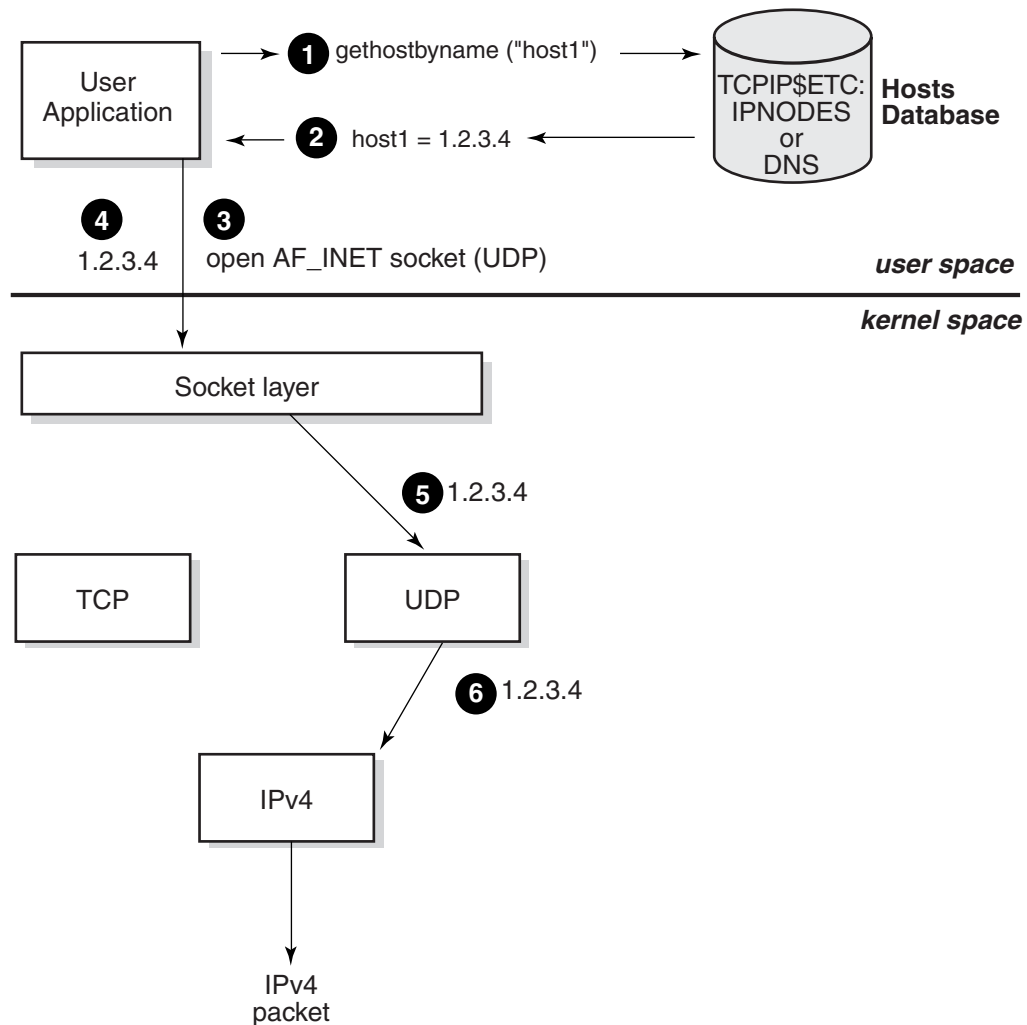 1 gethostbyname ("host1")
User
Application
TCPIP$ETC:
IPNODES
or
DNS
Hosts
Database
2 host1 = 1.2.3.4
4
1.2.3.4
3
open AF_INET socket (UDP)
user space
kernel space
Socket layer
5 1.2.3.4
TCP
UDP
6 1.2.3.4
IPv4
IPv4
packet